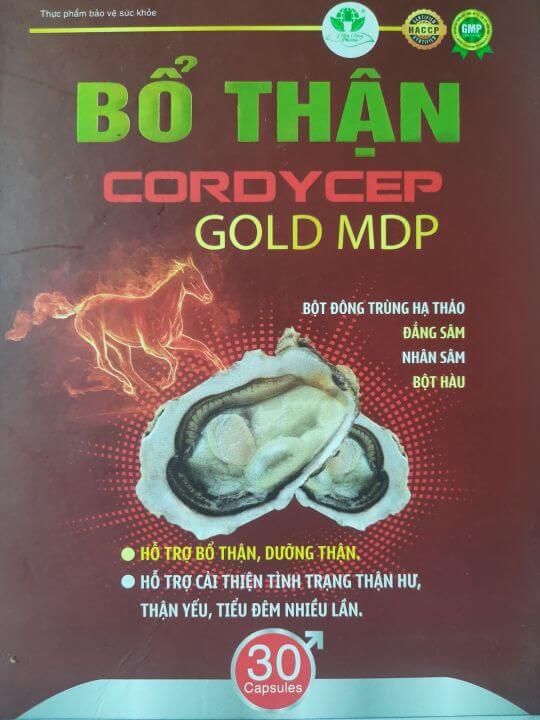 Thực phẩm bảo vệ sức khỏe
HACCP
CERTIFIED
GMP
BỔ THẬN
CORDYCEP
GOLD MDP
BỘT ĐÔNG TRÙNG HẠ THẢO
ĐẲNG SÂM
NHÂN SÂM
BỘT HÀU
HỖ TRỢ BỔ THẬN, DƯỠNG THẬN.
HỖ TRỢ CẢI THIỆN TÌNH TRẠNG THẬN HƯ,
THẬN YẾU, TIỂU ĐÊM NHIỀU LẦN.
30
Capsules